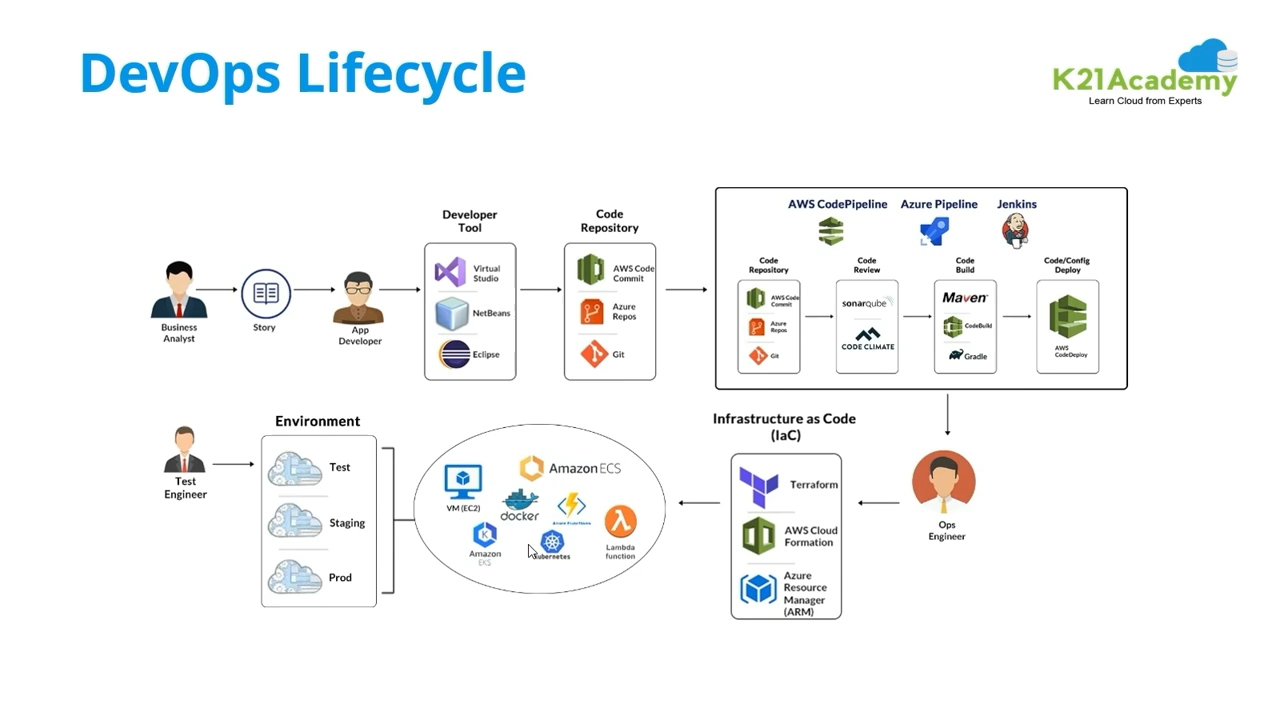 DevOps Lifecycle
K21Academy
Learn Cloud from Experts
Business
Analyst
Story
App
Developer
Developer
Tool
Virtual
Studio
NetBeans
Eclipse
Code
Repository
AWS Code
Commit
Azure
Repos
Git
AWS CodePipeline
Azure Pipeline
Jenkins
Code
Repository
AWS Code
Commit
Azure
Repos
Git
Code
Review
sonarqube
CODE CLIMATE
Code
Build
Maven
CodeBuild
Gradle
Code/Config
Deploy
AWS
CodeDeploy
Test
Engineer
Environment
Test
Staging
Prod
VM (EC2)
Amazon ECS
docker
Azure Functions
Amazon
EKS
Kubernetes
Lambda
function
Infrastructure as Code
(IaC)
Terraform
AWS Cloud
Formation
Azure
Resource
Manager
(ARM)
Ops
Engineer